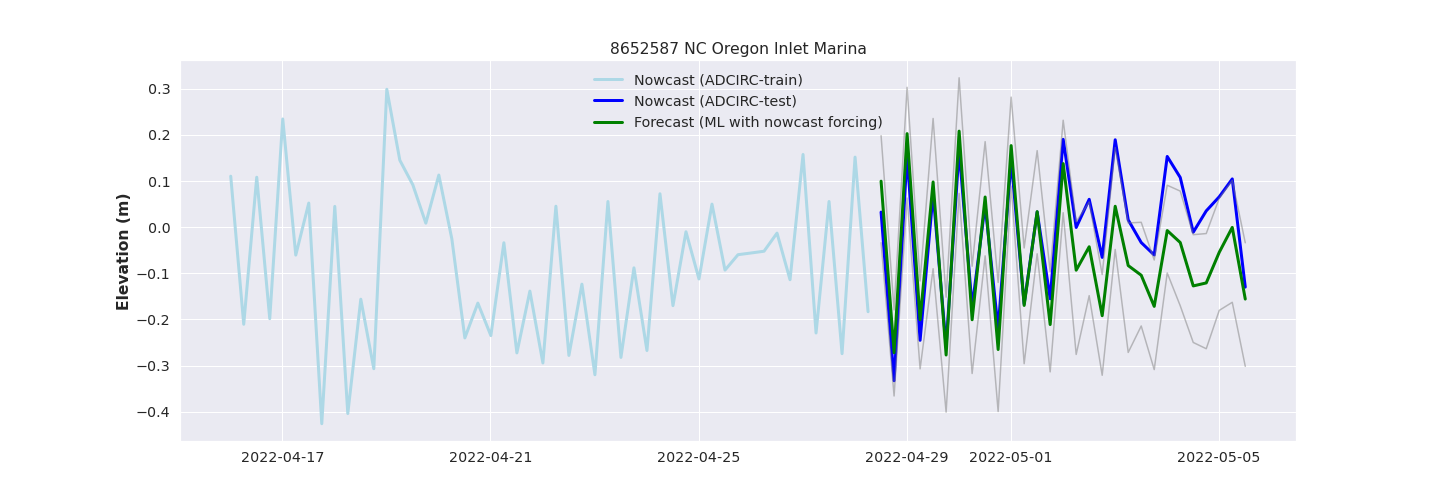 8652587 NC Oregon Inlet Marina
Nowcast (ADCIRC-train)
Nowcast (ADCIRC-test)
Forecast (ML with nowcast forcing)
Elevation (m)
0.3
0.2
0.1
0.0
−0.1
−0.2
−0.3
−0.4
2022-04-17 2022-04-21 2022-04-25 2022-04-29 2022-05-01 2022-05-05